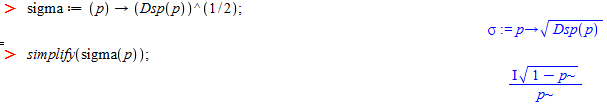 > sigma := (p) → (Dsp(p))^(1/2);
σ := p→√Dsp(p)
> simplify(sigma(p));
I√1 − p~
p~